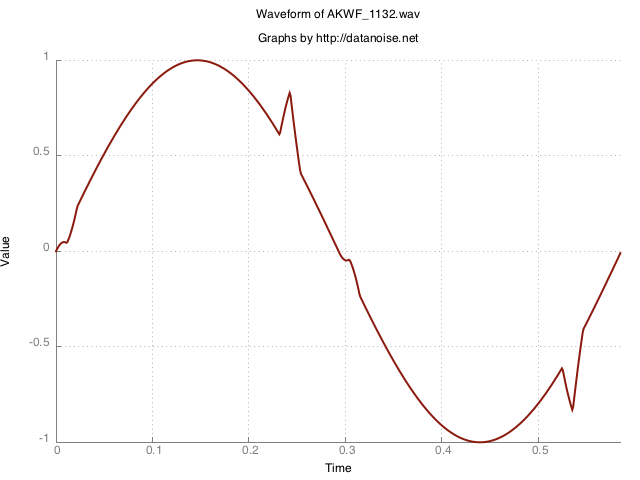 Waveform of AKWF_1132.wav
Graphs by http://datanoise.net
1
0.5
0
-0.5
-1
Value
0
0.1
0.2
0.3
0.4
0.5
Time